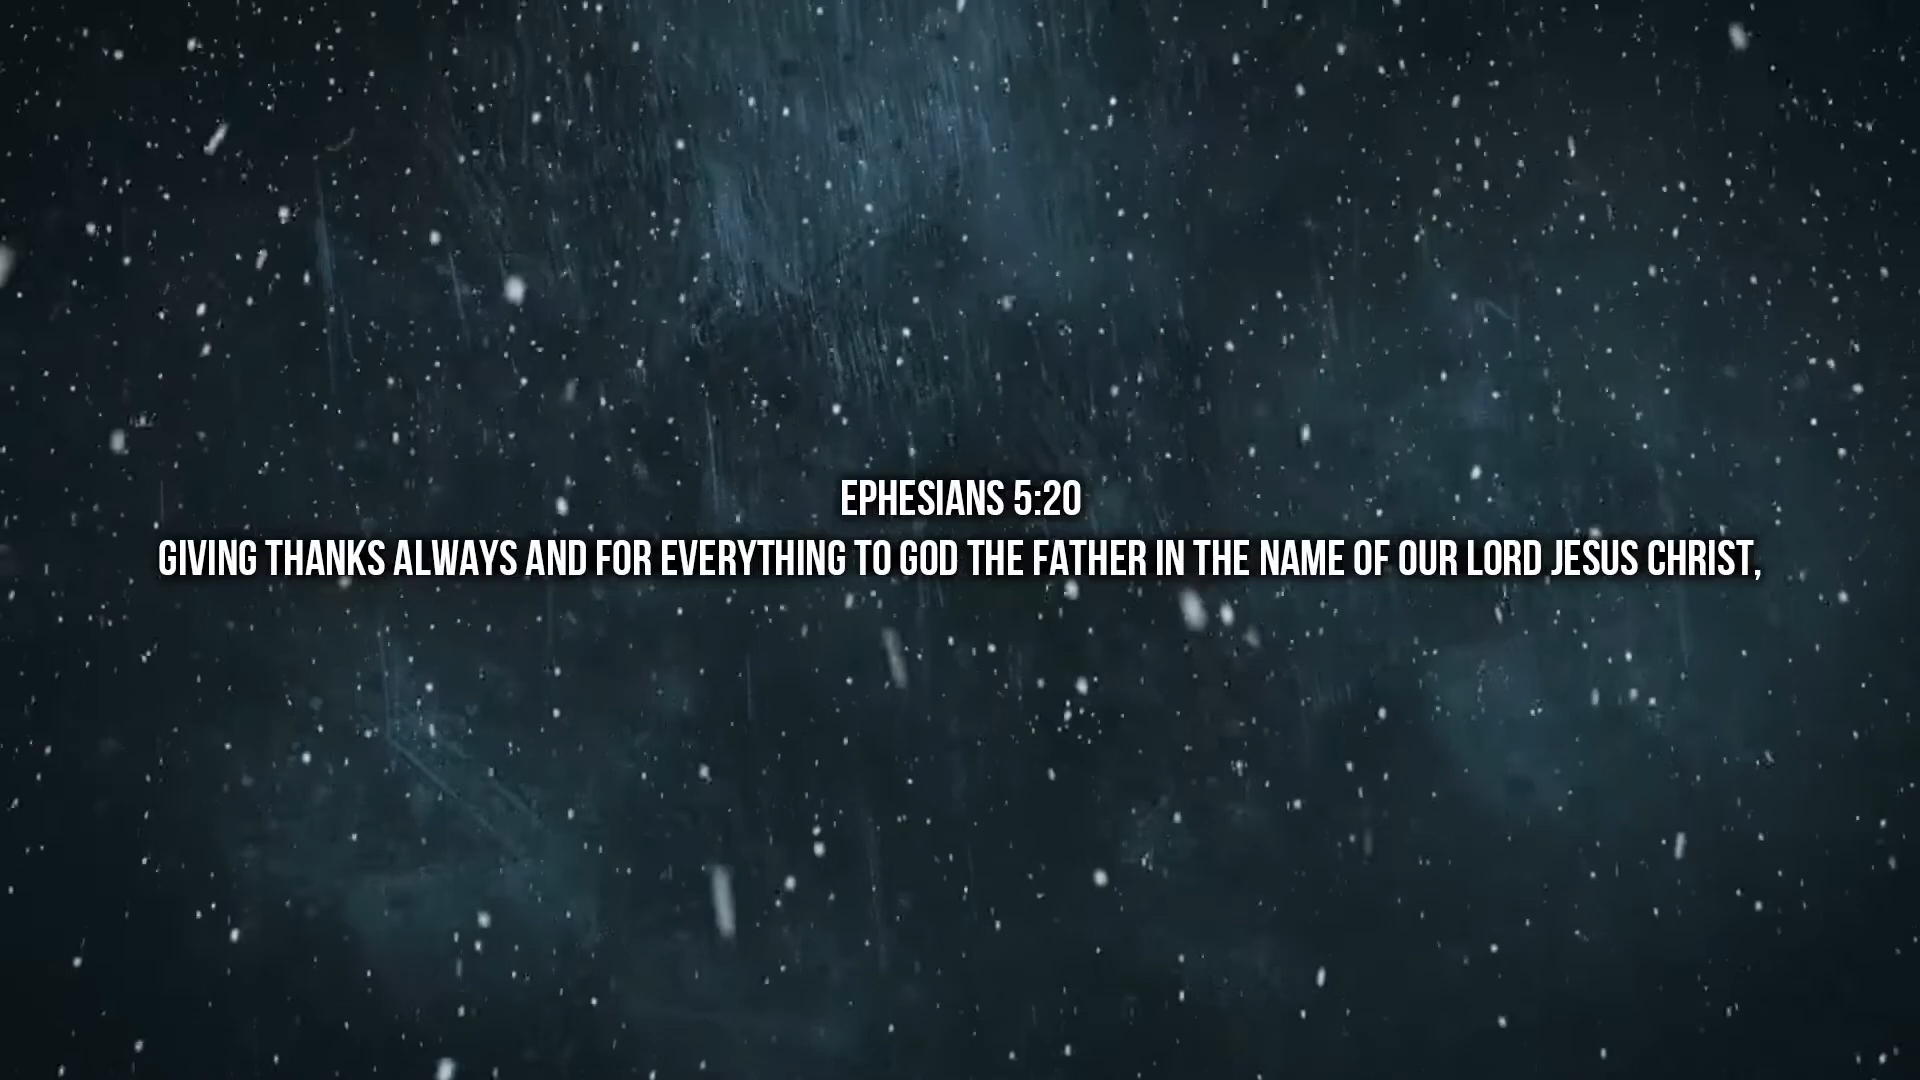 EPHESIANS 5:20
GIVING THANKS ALWAYS AND FOR EVERYTHING TO GOD THE FATHER IN THE NAME OF OUR LORD JESUS CHRIST,